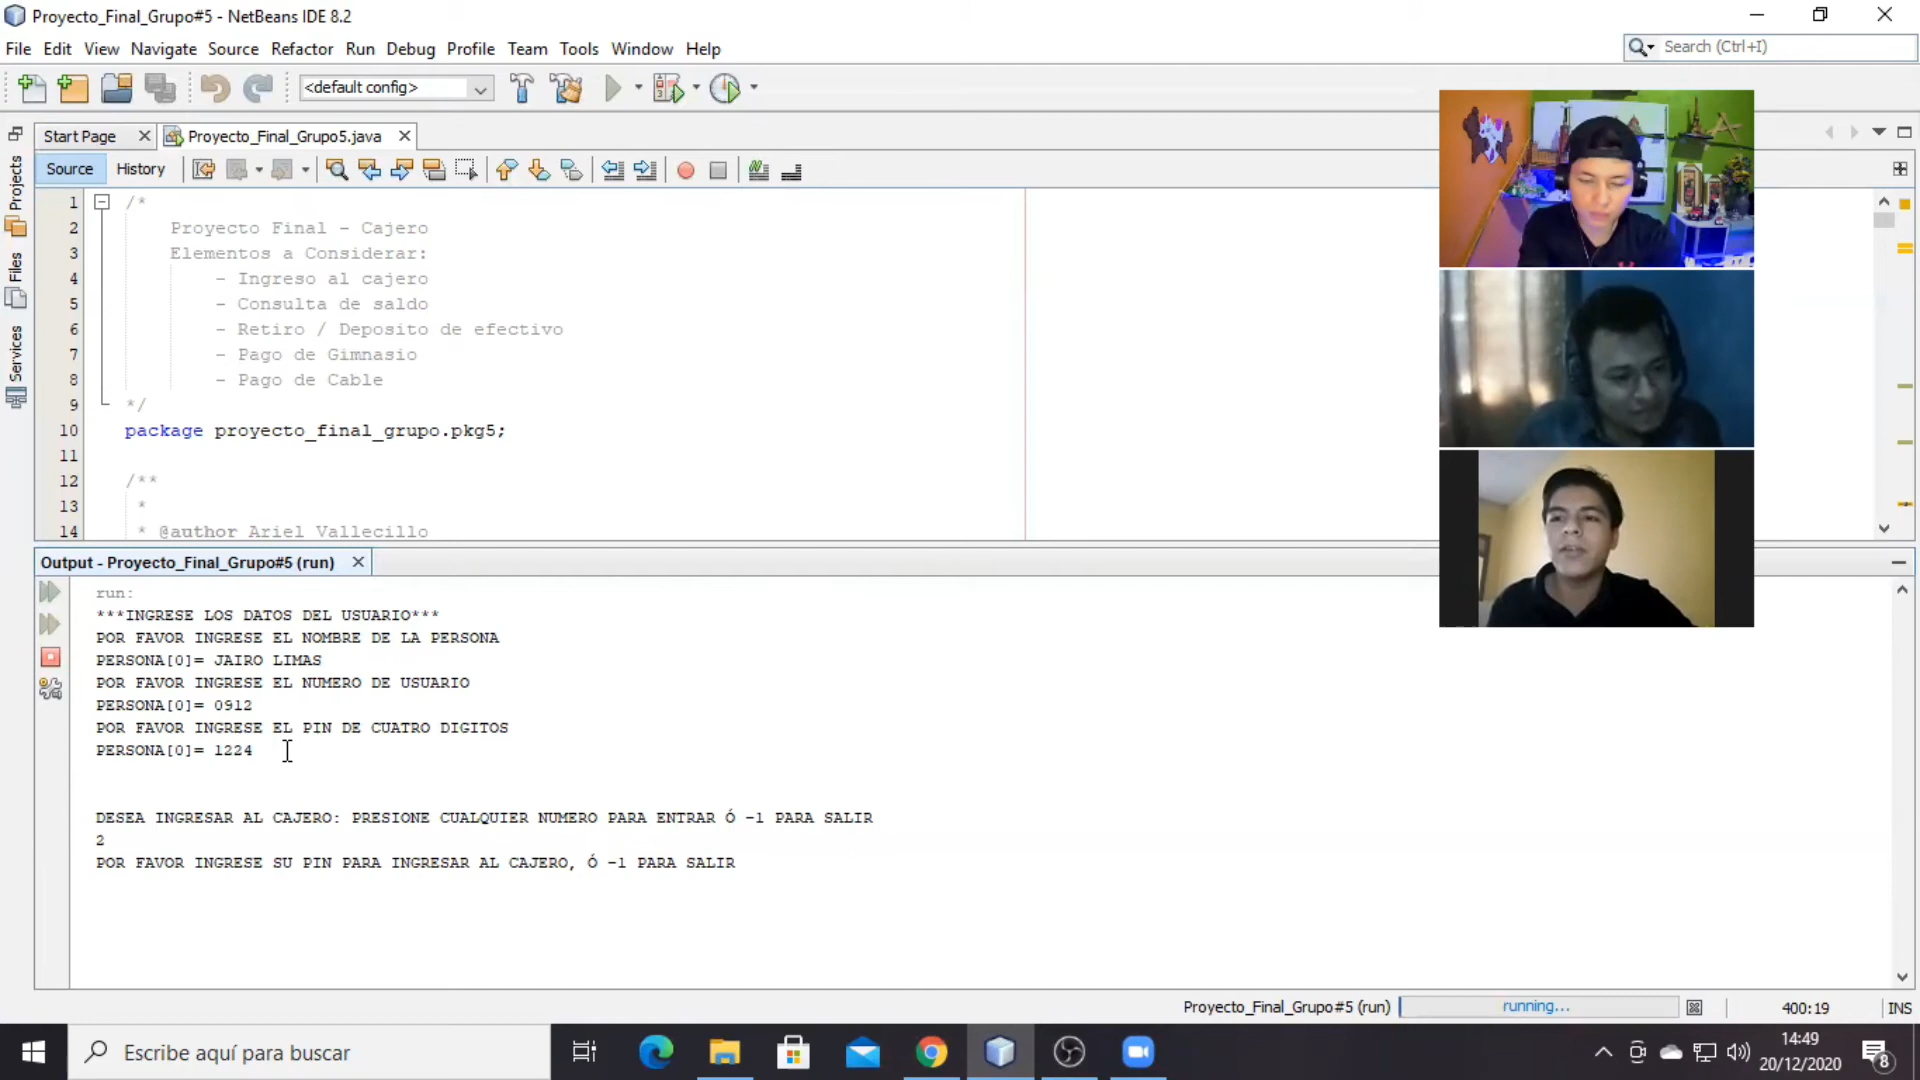 Proyecto_Final_Grupo#5 - NetBeans IDE 8.2
File Edit View Navigate Source Refactor Run Debug Profile Team Tools Window Help
Search (Ctrl+I)
<default config>
Start Page
Proyecto_Final_Grupo5.java
Source History
Projects
Files
Services
1 /*
2 Proyecto Final - Cajero
3 Elementos a Considerar:
4 - Ingreso al cajero
5 - Consulta de saldo
6 - Retiro / Deposito de efectivo
7 - Pago de Gimnasio
8 - Pago de Cable
9 */
10 package proyecto_final_grupo.pkg5;
11
12 /**
13 *
14 * @author Ariel Vallecillo
Output - Proyecto_Final_Grupo#5 (run)
run:
***INGRESE LOS DATOS DEL USUARIO***
POR FAVOR INGRESE EL NOMBRE DE LA PERSONA
PERSONA[0]= JAIRO LIMAS
POR FAVOR INGRESE EL NUMERO DE USUARIO
PERSONA[0]= 0912
POR FAVOR INGRESE EL PIN DE CUATRO DIGITOS
PERSONA[0]= 1224
DESEA INGRESAR AL CAJERO: PRESIONE CUALQUIER NUMERO PARA ENTRAR Ó -1 PARA SALIR
2
POR FAVOR INGRESE SU PIN PARA INGRESAR AL CAJERO, Ó -1 PARA SALIR
Proyecto_Final_Grupo#5 (run)
running...
400:19
INS
Escribe aquí para buscar
14:49
20/12/2020
8